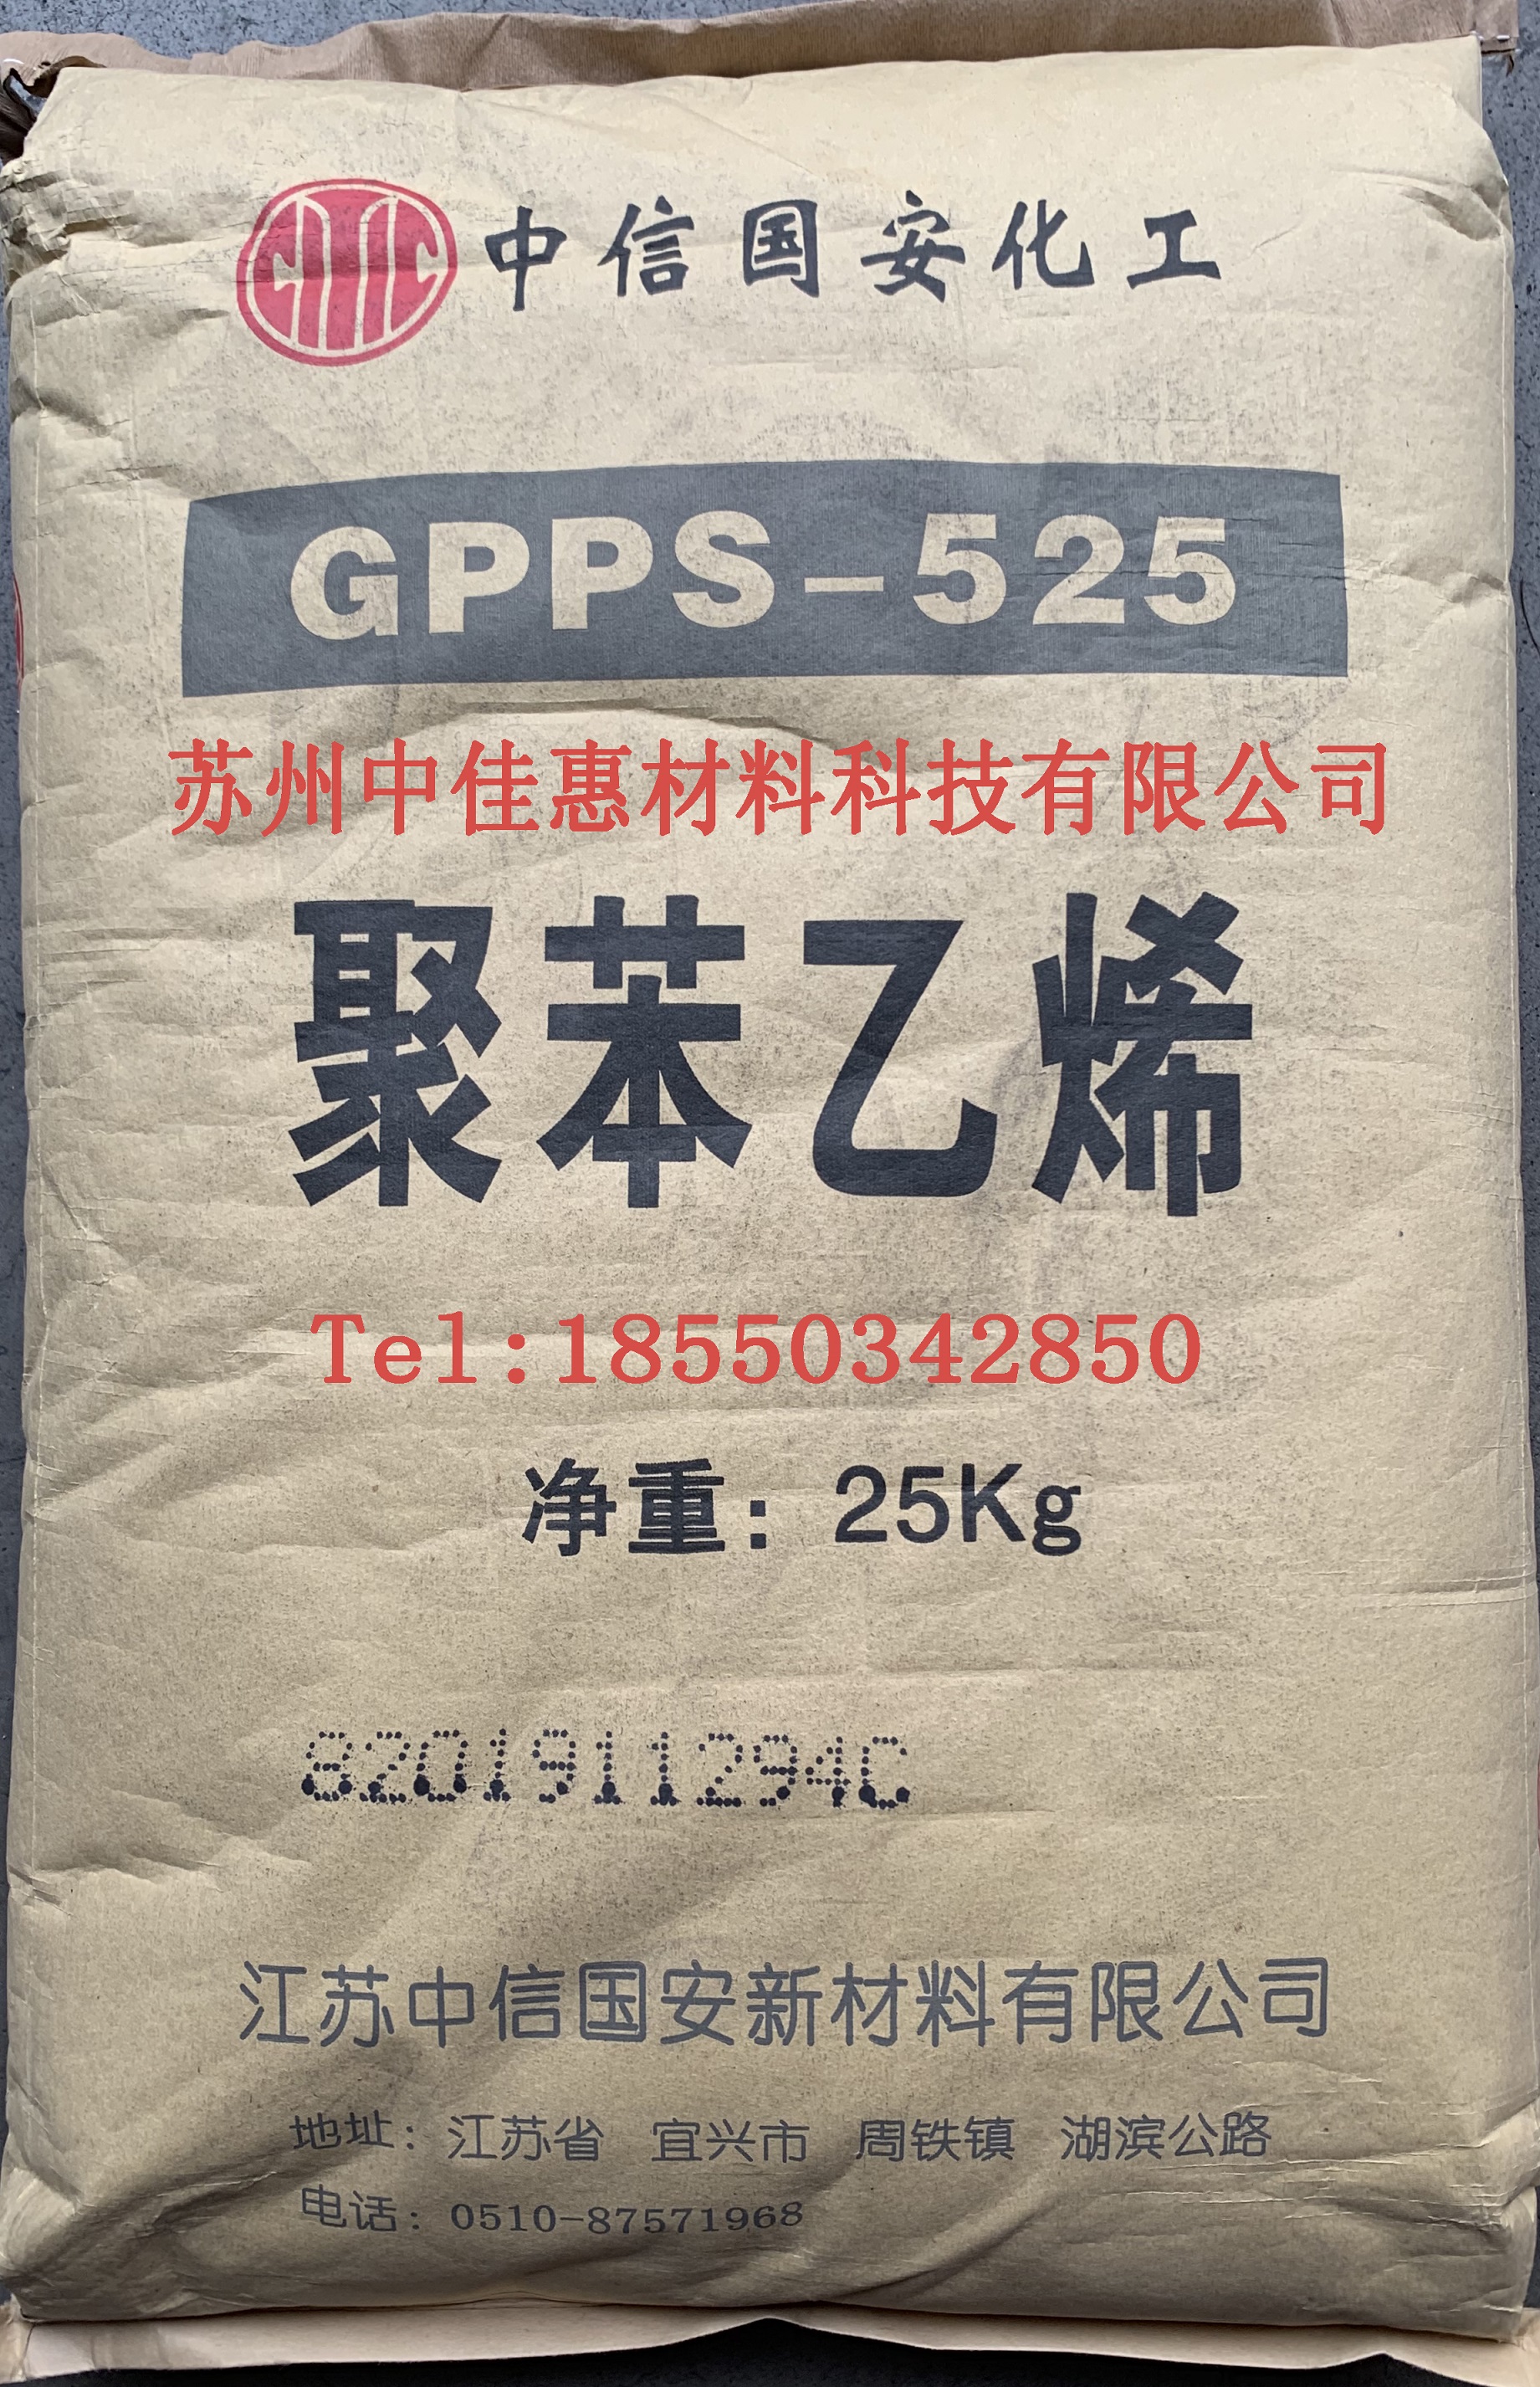 中信国安化工
GPPS-525
苏州中佳惠材料科技有限公司
聚苯乙烯
Tel:18550342850
净重：25Kg
8201911294C
江苏中信国安新材料有限公司
地址：江苏省 宜兴市 周铁镇 湖滨公路
电话：0510-87571968